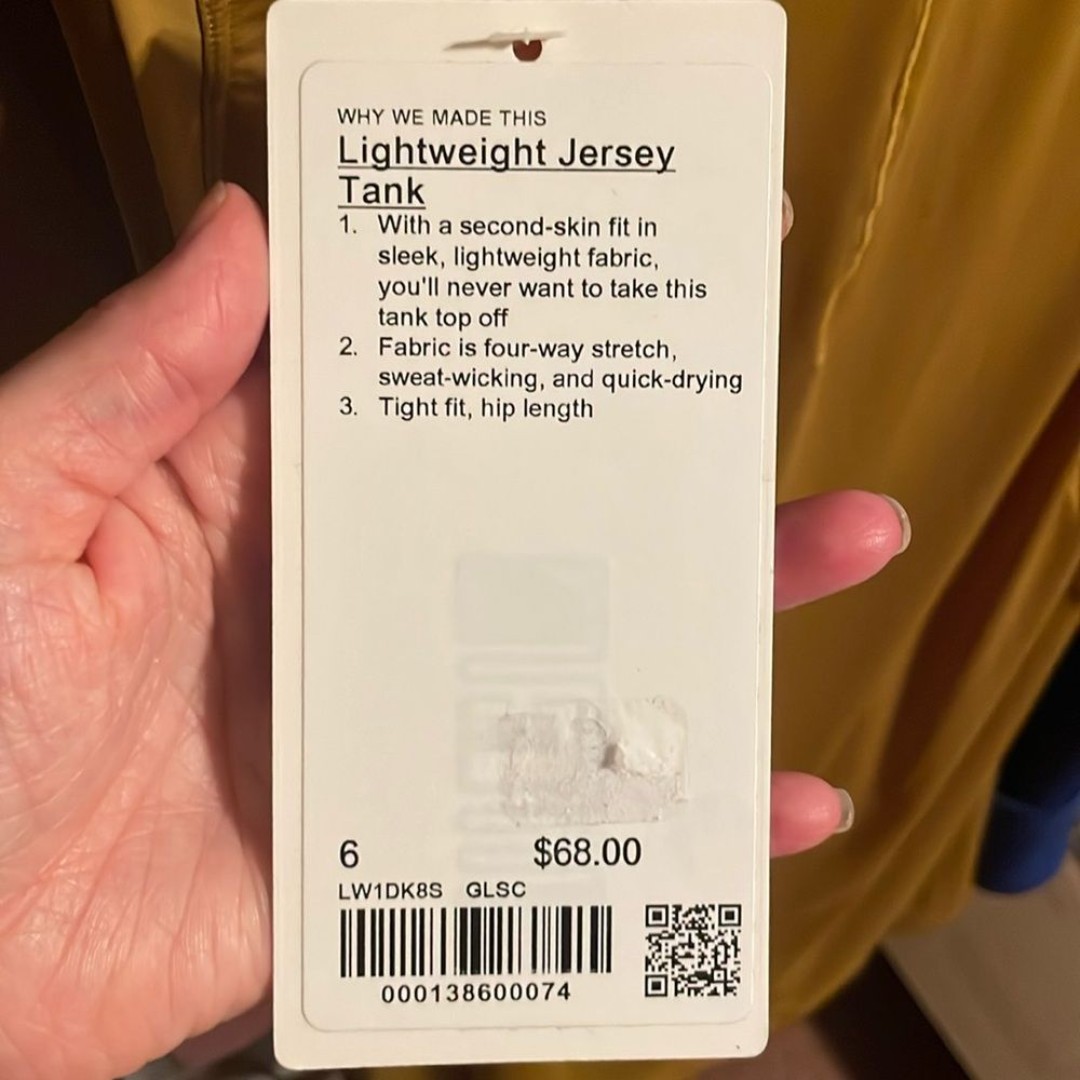 WHY WE MADE THIS
Lightweight Jersey
Tank
1. With a second-skin fit in
sleek, lightweight fabric,
you'll never want to take this
tank top off
2. Fabric is four-way stretch,
sweat-wicking, and quick-drying
3. Tight fit, hip length
6 $68.00
LW1DK8S GLSC
000138600074